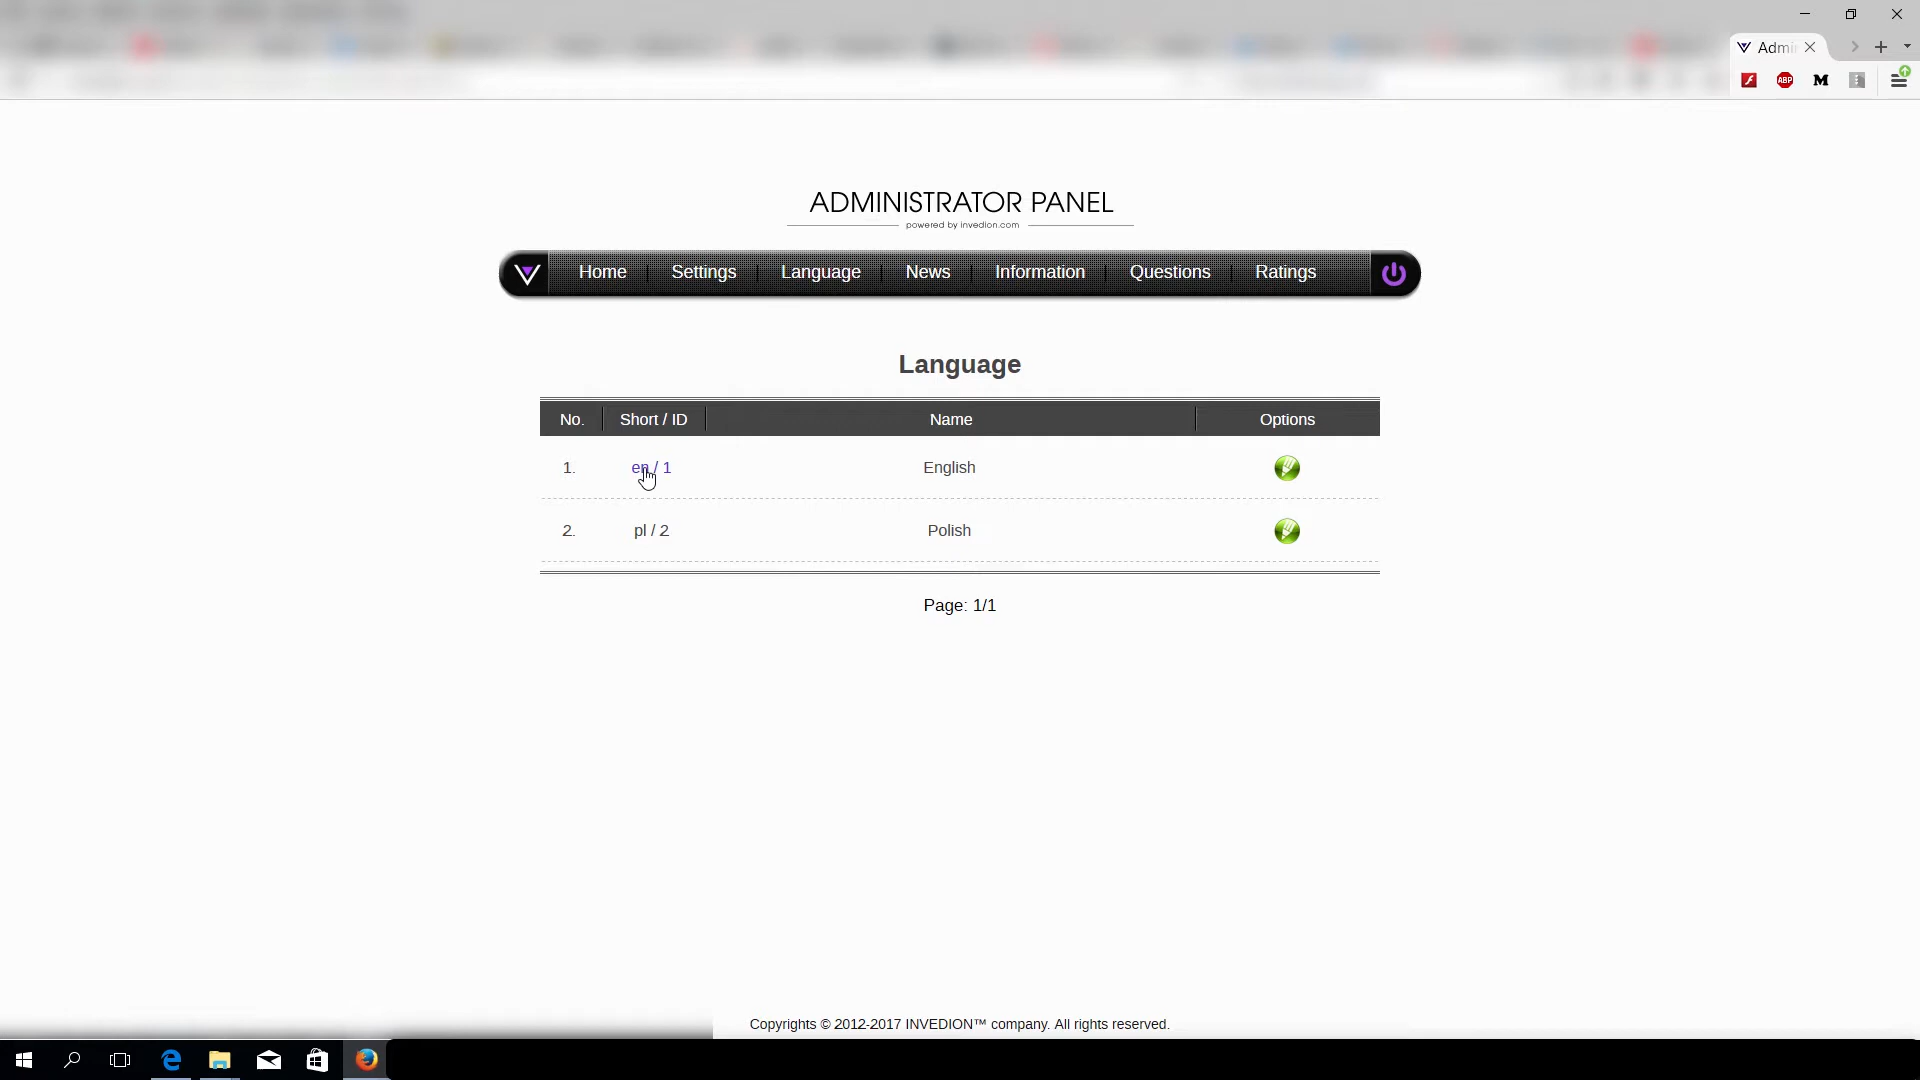 Admi
ABP
M
ADMINISTRATOR PANEL
powered by invedion.com
Home Settings Language News Information Questions Ratings
Language
No. Short / ID Name Options
1. en / 1 English
2. pl / 2 Polish
Page: 1/1
Copyrights © 2012-2017 INVEDION™ company. All rights reserved.